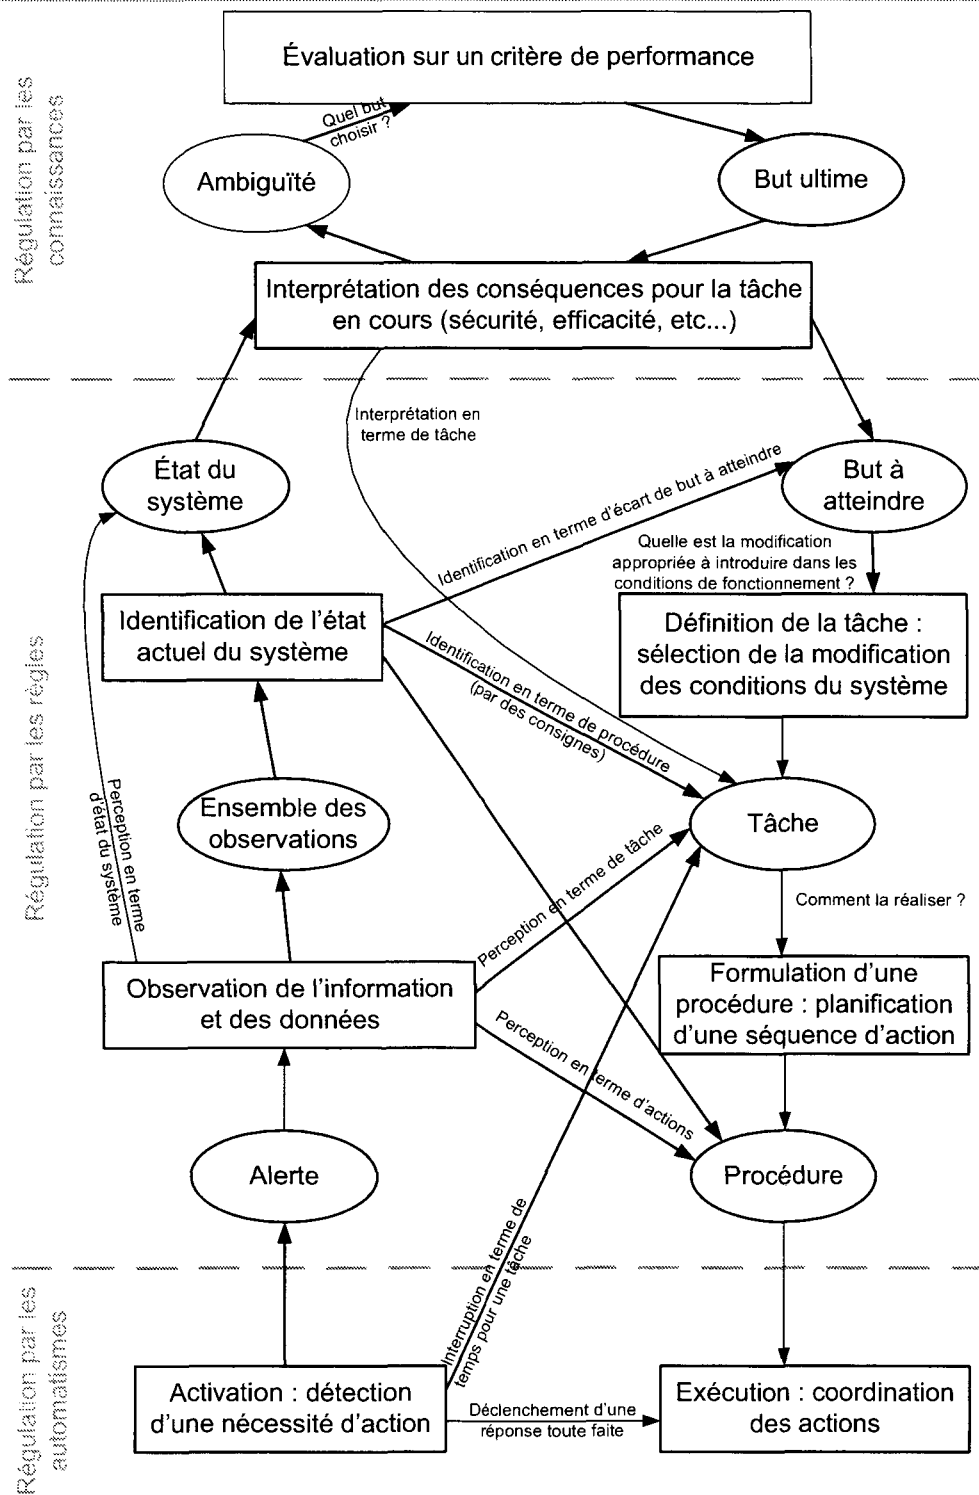 Évaluation sur un critère de performance
Quel but
choisir ?
Ambiguïté
But ultime
Régulation par les
connaissances
Interprétation des conséquences pour la tâche
en cours (sécurité, efficacité, etc...)
Interprétation en
terme de tâche
État du
système
Identification en terme d'écart de but à atteindre
But à
atteindre
Quelle est la modification
appropriée à introduire dans les
conditions de fonctionnement ?
Identification de l'état
actuel du système
Définition de la tâche :
sélection de la modification
des conditions du système
Identification en terme de procédure
(par des consignes)
Régulation par les règles
Perception en terme
d'état du système
Ensemble des
observations
Tâche
Perception en terme de tâche
Comment la réaliser ?
Observation de l'information
et des données
Formulation d'une
procédure : planification
d'une séquence d'action
Perception en terme d'actions
Alerte
Procédure
Interruption en terme de
temps pour une tâche
Régulation par les
automatismes
Activation : détection
d'une nécessité d'action
Déclenchement d'une
réponse toute faite
Exécution : coordination
des actions